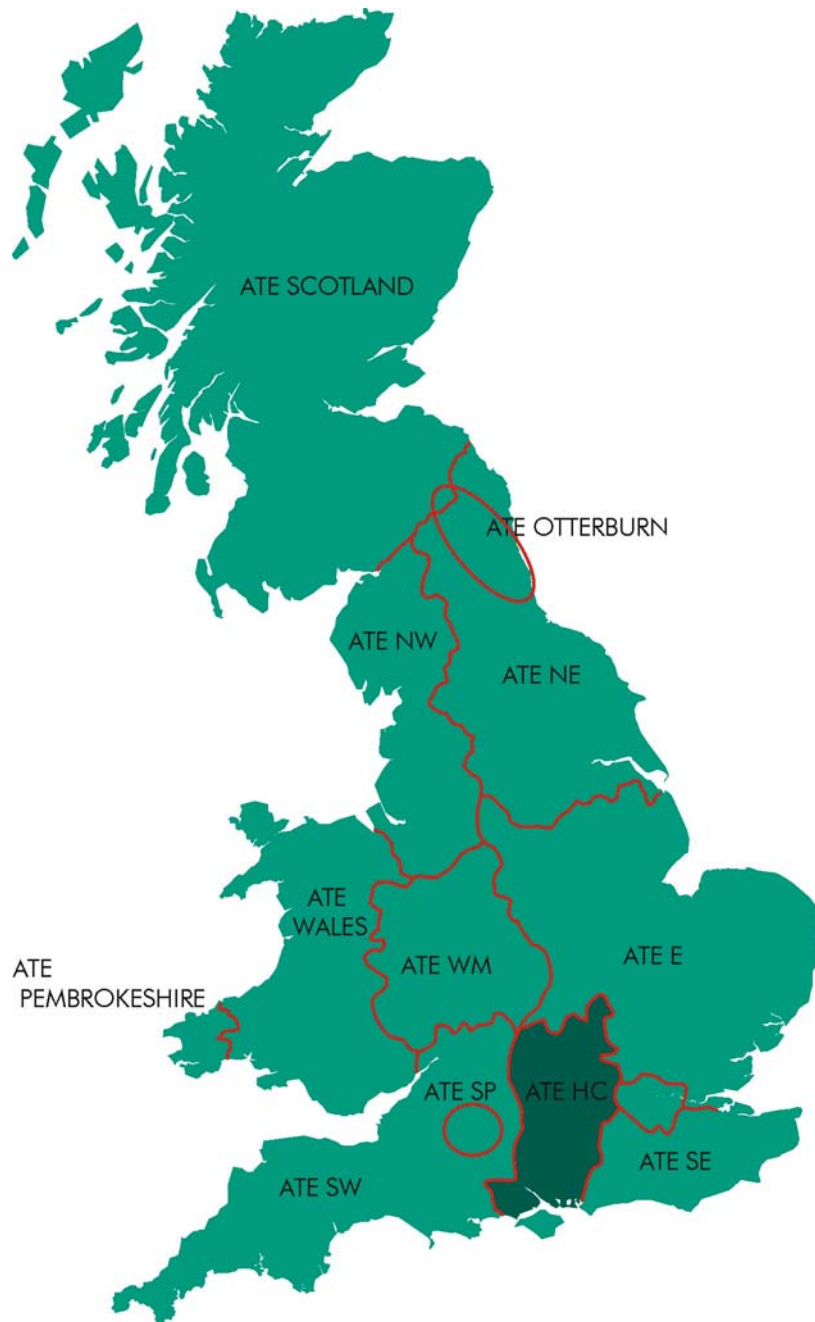 ATE SCOTLAND
ATE OTTERBURN
ATE NW
ATE NE
ATE
WALES
ATE WM
ATE E
ATE
PEMBROKESHIRE
ATE SP
ATE HC
ATE SE
ATE SW